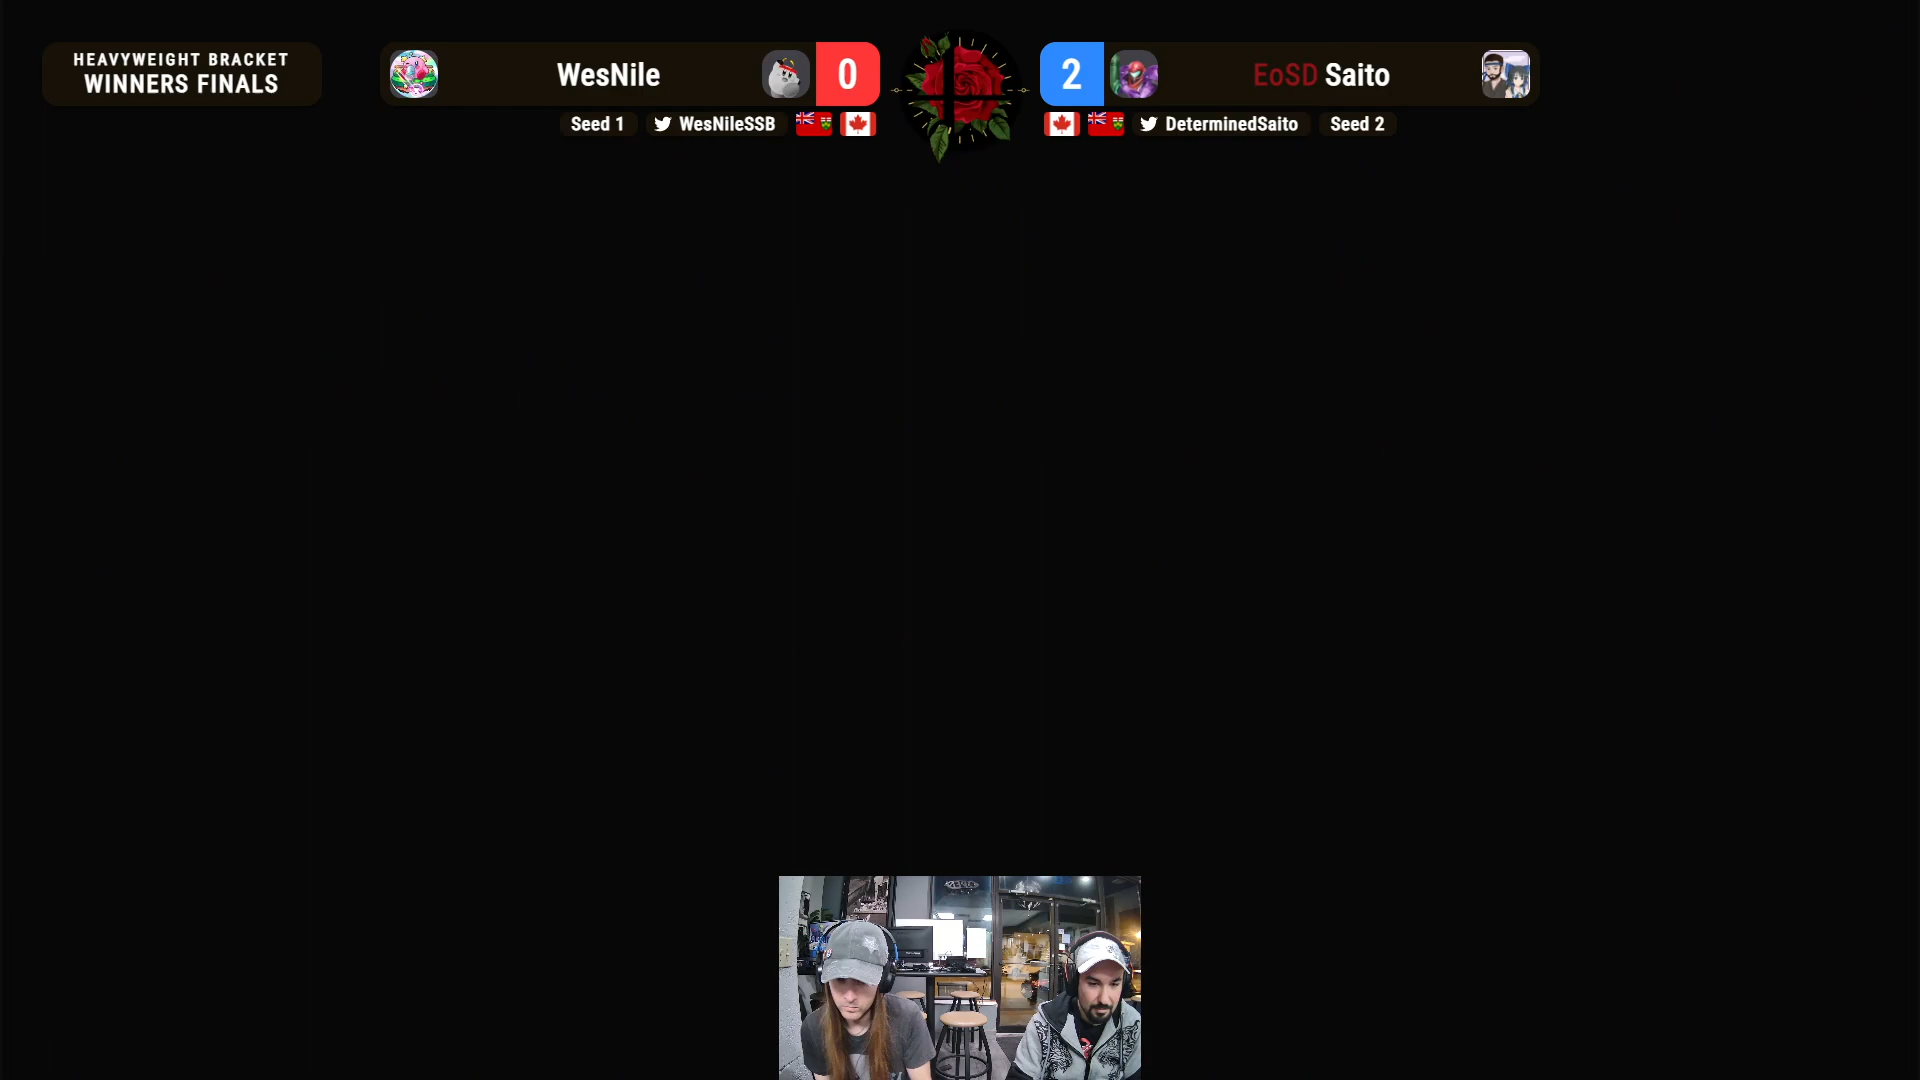 HEAVYWEIGHT BRACKET
WINNERS FINALS
WesNile
0
2
EoSD Saito
Seed 1
WesNileSSB
DeterminedSaito
Seed 2